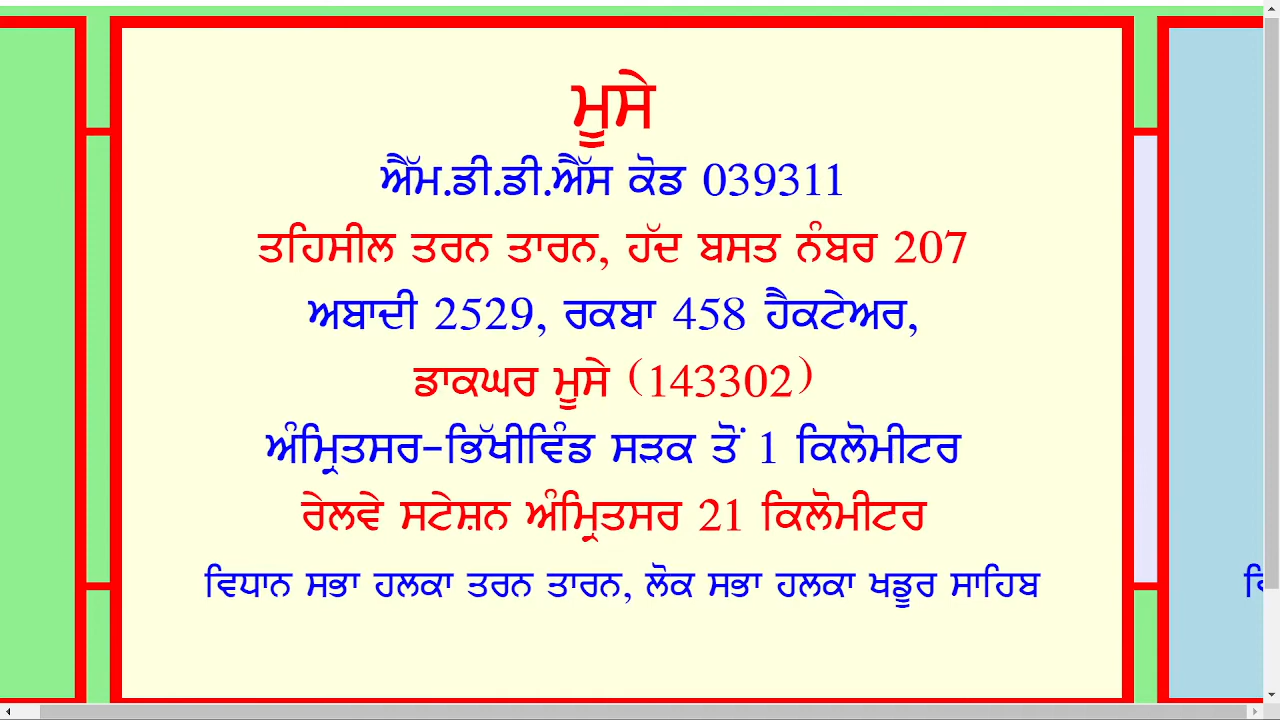 ਮੂਸੇ
ਐੱਮ.ਡੀ.ਡੀ.ਐੱਸ ਕੋਡ 039311
ਤਹਿਸੀਲ ਤਰਨ ਤਾਰਨ, ਹੱਦ ਬਸਤ ਨੰਬਰ 207
ਅਬਾਦੀ 2529, ਰਕਬਾ 458 ਹੈਕਟੇਅਰ,
ਡਾਕਘਰ ਮੂਸੇ (143302)
ਅੰਮ੍ਰਿਤਸਰ-ਭਿੱਖੀਵਿੰਡ ਸੜਕ ਤੋਂ 1 ਕਿਲੋਮੀਟਰ
ਰੇਲਵੇ ਸਟੇਸ਼ਨ ਅੰਮ੍ਰਿਤਸਰ 21 ਕਿਲੋਮੀਟਰ
ਵਿਧਾਨ ਸਭਾ ਹਲਕਾ ਤਰਨ ਤਾਰਨ, ਲੋਕ ਸਭਾ ਹਲਕਾ ਖਡੂਰ ਸਾਹਿਬ